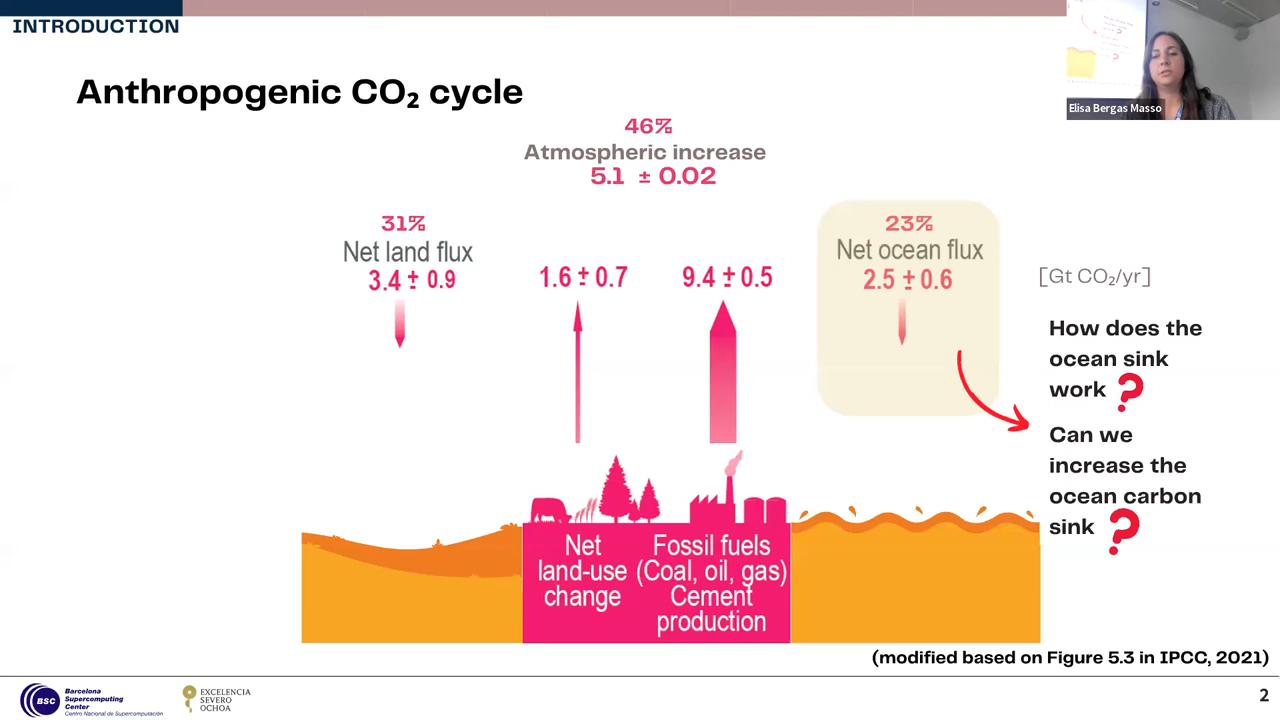 INTRODUCTION
Elisa Bergas Masso
Anthropogenic CO₂ cycle
46%
Atmospheric increase
5.1 ± 0.02
31%
Net land flux
3.4 ± 0.9
1.6 ± 0.7
9.4 ± 0.5
23%
Net ocean flux
2.5 ± 0.6
[Gt CO₂/yr]
How does the
ocean sink
work ?
Can we
increase the
ocean carbon
sink ?
Net
land-use
change
Fossil fuels
(Coal, oil, gas)
Cement
production
(modified based on Figure 5.3 in IPCC, 2021)
BSC
Barcelona
Supercomputing
Center
Centro Nacional de Supercomputación
EXCELENCIA
SEVERO
OCHOA
2